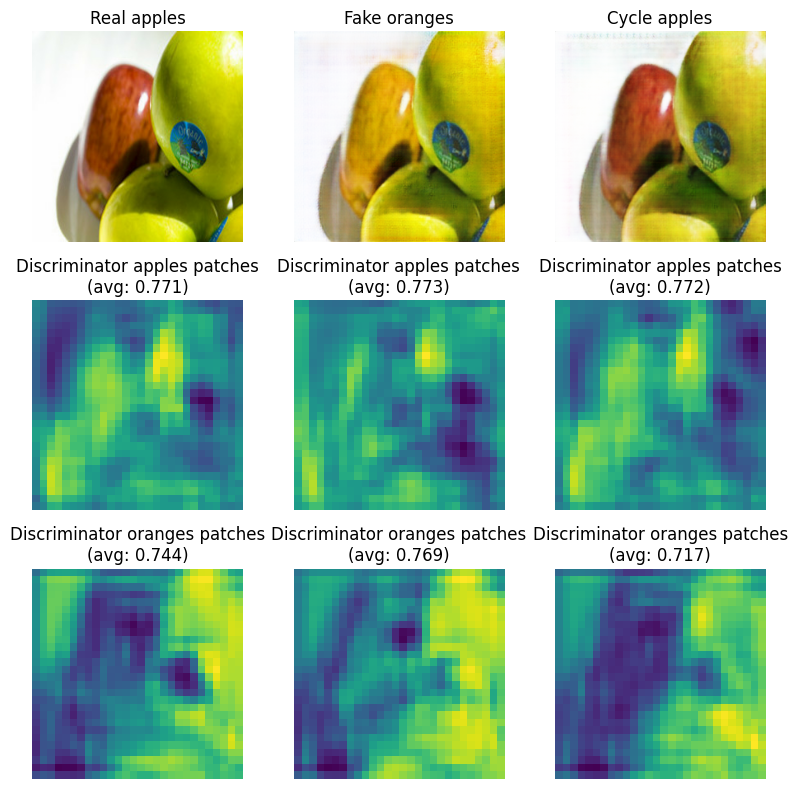 Real apples
Fake oranges
Cycle apples
ORGANIC
Discriminator apples patches
(avg: 0.771)
Discriminator apples patches
(avg: 0.773)
Discriminator apples patches
(avg: 0.772)
Discriminator oranges patches
(avg: 0.744)
Discriminator oranges patches
(avg: 0.769)
Discriminator oranges patches
(avg: 0.717)